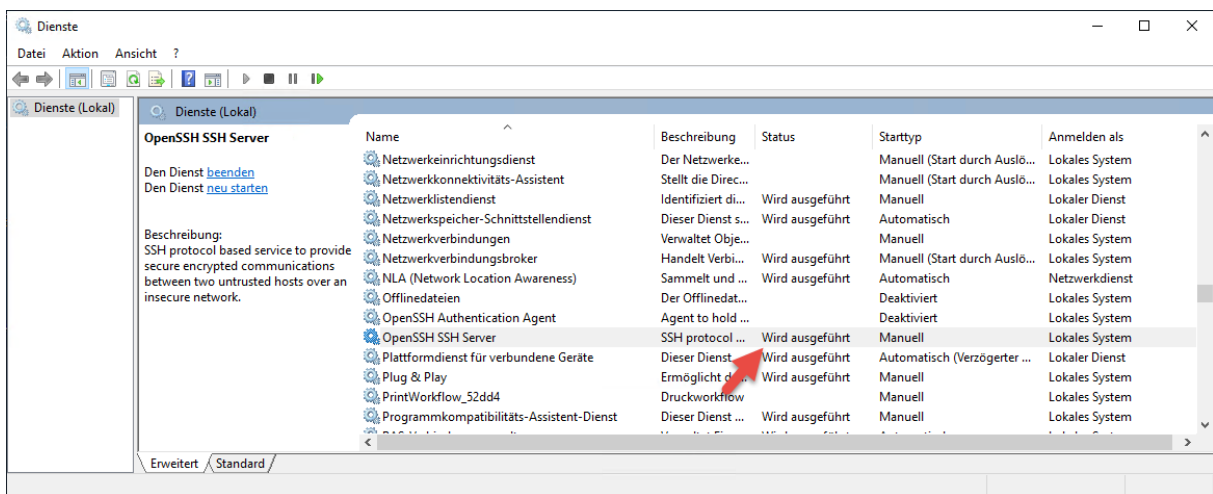 Dienste
Datei Aktion Ansicht ?
Dienste (Lokal)
Dienste (Lokal)
OpenSSH SSH Server
Den Dienst beenden
Den Dienst neu starten
Beschreibung:
SSH protocol based service to provide
secure encrypted communications
between two untrusted hosts over an
insecure network.
Name Beschreibung Status Starttyp Anmelden als
Netzwerkeinrichtungsdienst Der Netzwerke... Manuell (Start durch Auslö... Lokales System
Netzwerkkonnektivitäts-Assistent Stellt die Direc... Manuell (Start durch Auslö... Lokales System
Netzwerklistendienst Identifiziert di... Wird ausgeführt Manuell Lokaler Dienst
Netzwerkspeicher-Schnittstellendienst Dieser Dienst s... Wird ausgeführt Automatisch Lokaler Dienst
Netzwerkverbindungen Verwaltet Obje... Manuell Lokales System
Netzwerkverbindungsbroker Handelt Verbi... Wird ausgeführt Manuell (Start durch Auslö... Lokales System
NLA (Network Location Awareness) Sammelt und ... Wird ausgeführt Automatisch Netzwerkdienst
Offlinedateien Der Offlinedat... Deaktiviert Lokales System
OpenSSH Authentication Agent Agent to hold ... Deaktiviert Lokales System
OpenSSH SSH Server SSH protocol ... Wird ausgeführt Manuell Lokales System
Plattformdienst für verbundene Geräte Dieser Dienst Wird ausgeführt Automatisch (Verzögerter ... Lokaler Dienst
Plug & Play Ermöglicht Wird ausgeführt Manuell Lokales System
PrintWorkflow_52dd4 Druckworkflow Manuell Lokales System
Programmkompatibilitäts-Assistent-Dienst Dieser Dienst ... Wird ausgeführt Manuell Lokales System
Erweitert Standard